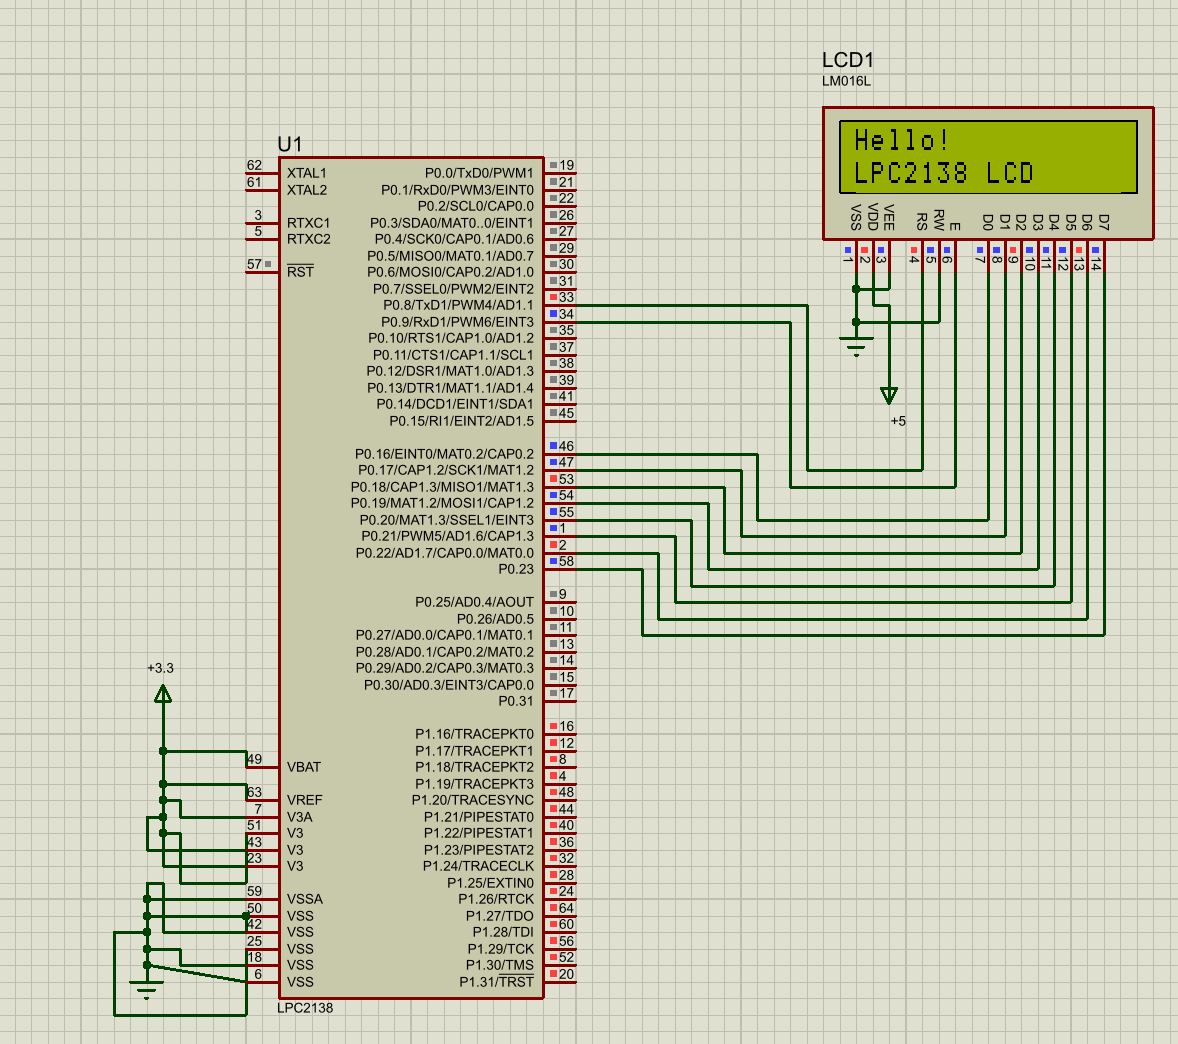 LCD1
LM016L
Hello!
LPC2138 LCD
VSS VDD VEE RS RW E D0 D1 D2 D3 D4 D5 D6 D7
1 2 3 4 5 6 7 8 9 10 11 12 13 14
+5
U1
62 XTAL1 P0.0/TxD0/PWM1 19
61 XTAL2 P0.1/RxD0/PWM3/EINT0 21
P0.2/SCL0/CAP0.0 22
3 RTXC1 P0.3/SDA0/MAT0..0/EINT1 26
5 RTXC2 P0.4/SCK0/CAP0.1/AD0.6 27
P0.5/MISO0/MAT0.1/AD0.7 29
57 RST P0.6/MOSI0/CAP0.2/AD1.0 30
P0.7/SSEL0/PWM2/EINT2 31
P0.8/TxD1/PWM4/AD1.1 33
P0.9/RxD1/PWM6/EINT3 34
P0.10/RTS1/CAP1.0/AD1.2 35
P0.11/CTS1/CAP1.1/SCL1 37
P0.12/DSR1/MAT1.0/AD1.3 38
P0.13/DTR1/MAT1.1/AD1.4 39
P0.14/DCD1/EINT1/SDA1 41
P0.15/RI1/EINT2/AD1.5 45
P0.16/EINT0/MAT0.2/CAP0.2 46
P0.17/CAP1.2/SCK1/MAT1.2 47
P0.18/CAP1.3/MISO1/MAT1.3 53
P0.19/MAT1.2/MOSI1/CAP1.2 54
P0.20/MAT1.3/SSEL1/EINT3 55
P0.21/PWM5/AD1.6/CAP1.3 1
P0.22/AD1.7/CAP0.0/MAT0.0 2
P0.23 58
P0.25/AD0.4/AOUT 9
P0.26/AD0.5 10
P0.27/AD0.0/CAP0.1/MAT0.1 11
P0.28/AD0.1/CAP0.2/MAT0.2 13
P0.29/AD0.2/CAP0.3/MAT0.3 14
P0.30/AD0.3/EINT3/CAP0.0 15
P0.31 17
+3.3
P1.16/TRACEPKT0 16
P1.17/TRACEPKT1 12
49 VBAT P1.18/TRACEPKT2 8
P1.19/TRACEPKT3 4
63 VREF P1.20/TRACESYNC 48
7 V3A P1.21/PIPESTAT0 44
51 V3 P1.22/PIPESTAT1 40
43 V3 P1.23/PIPESTAT2 36
23 V3 P1.24/TRACECLK 32
P1.25/EXTIN0 28
59 VSSA P1.26/RTCK 24
50 VSS P1.27/TDO 64
42 VSS P1.28/TDI 60
25 VSS P1.29/TCK 56
18 VSS P1.30/TMS 52
6 VSS P1.31/TRST 20
LPC2138